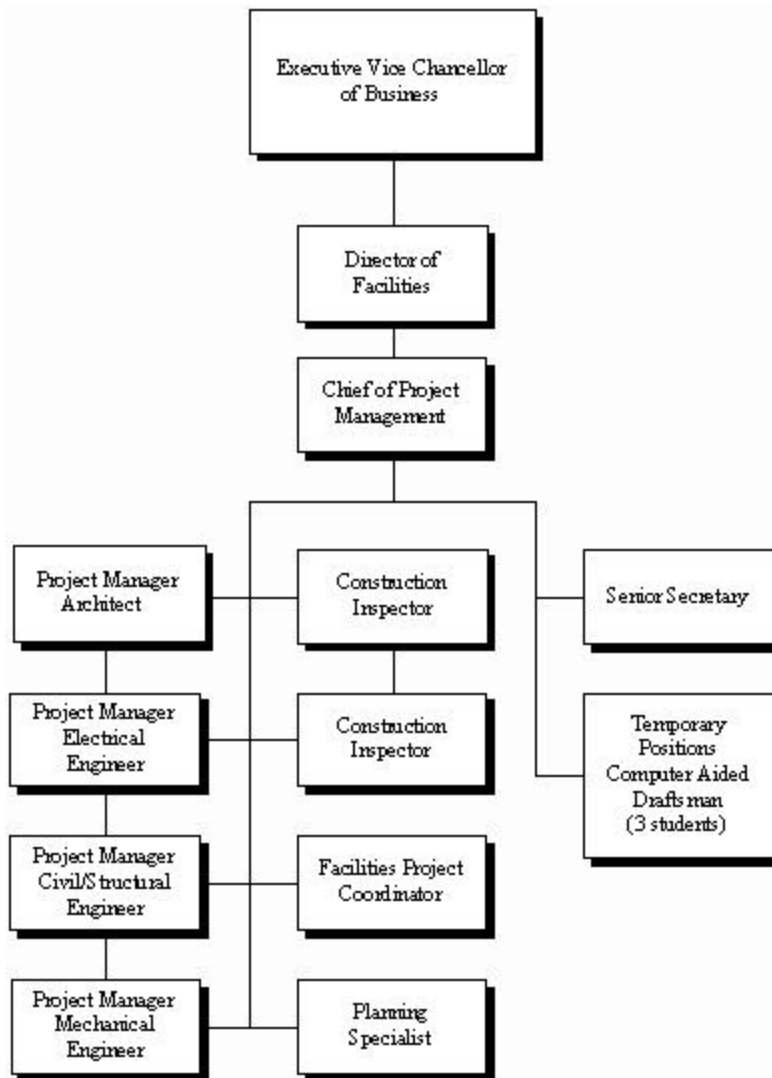 Executive Vice Chancellor
of Business
Director of
Facilities
Chief of Project
Management
Project Manager
Architect
Construction
Inspector
Senior Secretary
Project Manager
Electrical
Engineer
Construction
Inspector
Temporary
Positions
Computer Aided
Draftsman
(3 students)
Project Manager
Civil/Structural
Engineer
Facilities Project
Coordinator
Project Manager
Mechanical
Engineer
Planning
Specialist